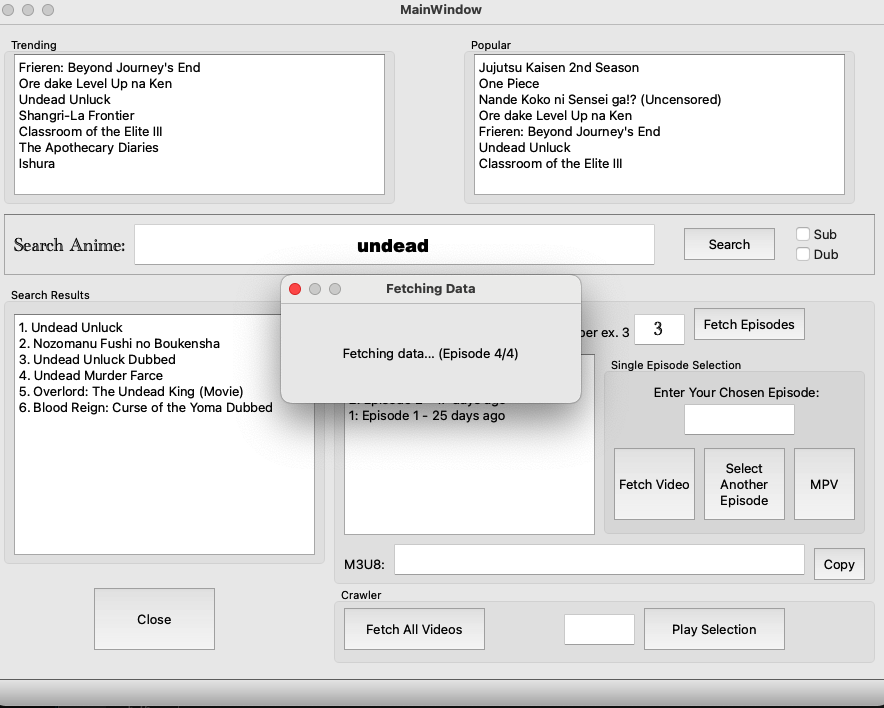 MainWindow
Trending
Frieren: Beyond Journey's End
Ore dake Level Up na Ken
Undead Unluck
Shangri-La Frontier
Classroom of the Elite III
The Apothecary Diaries
Ishura
Popular
Jujutsu Kaisen 2nd Season
One Piece
Nande Koko ni Sensei ga!? (Uncensored)
Ore dake Level Up na Ken
Frieren: Beyond Journey's End
Undead Unluck
Classroom of the Elite III
Search Anime:
undead
Search
Sub
Dub
Search Results
1. Undead Unluck
2. Nozomanu Fushi no Boukensha
3. Undead Unluck Dubbed
4. Undead Murder Farce
5. Overlord: The Undead King (Movie)
6. Blood Reign: Curse of the Yoma Dubbed
Fetching Data
Fetching data... (Episode 4/4)
ex. 3
3
Fetch Episodes
days ago
1: Episode 1 - 25 days ago
Single Episode Selection
Enter Your Chosen Episode:
Fetch Video
Select
Another
Episode
MPV
M3U8:
Copy
Close
Crawler
Fetch All Videos
Play Selection